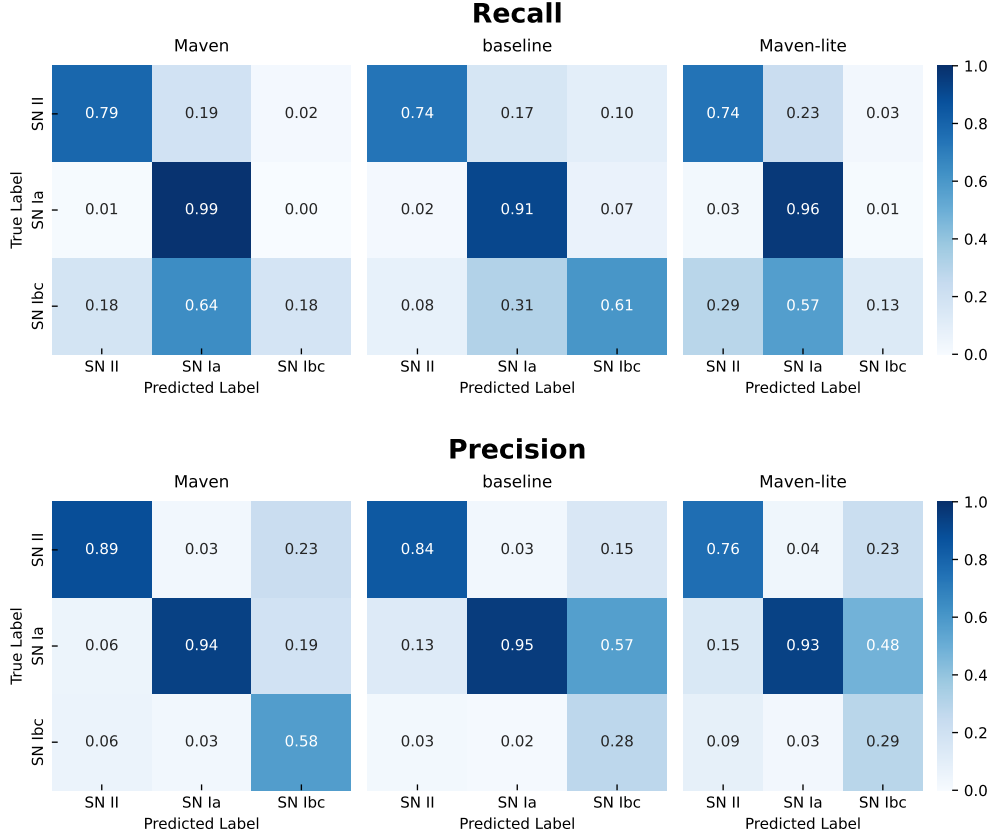 Recall
Maven baseline Maven-lite
SN II 0.79 0.19 0.02 0.74 0.17 0.10 0.74 0.23 0.03
True Label
SN Ia 0.01 0.99 0.00 0.02 0.91 0.07 0.03 0.96 0.01
SN Ibc 0.18 0.64 0.18 0.08 0.31 0.61 0.29 0.57 0.13
1.0
0.8
0.6
0.4
0.2
0.0
SN II SN Ia SN Ibc SN II SN Ia SN Ibc SN II SN Ia SN Ibc
Predicted Label Predicted Label Predicted Label
Precision
Maven baseline Maven-lite
SN II 0.89 0.03 0.23 0.84 0.03 0.15 0.76 0.04 0.23
True Label
SN Ia 0.06 0.94 0.19 0.13 0.95 0.57 0.15 0.93 0.48
SN Ibc 0.06 0.03 0.58 0.03 0.02 0.28 0.09 0.03 0.29
1.0
0.8
0.6
0.4
0.2
0.0
SN II SN Ia SN Ibc SN II SN Ia SN Ibc SN II SN Ia SN Ibc
Predicted Label Predicted Label Predicted Label